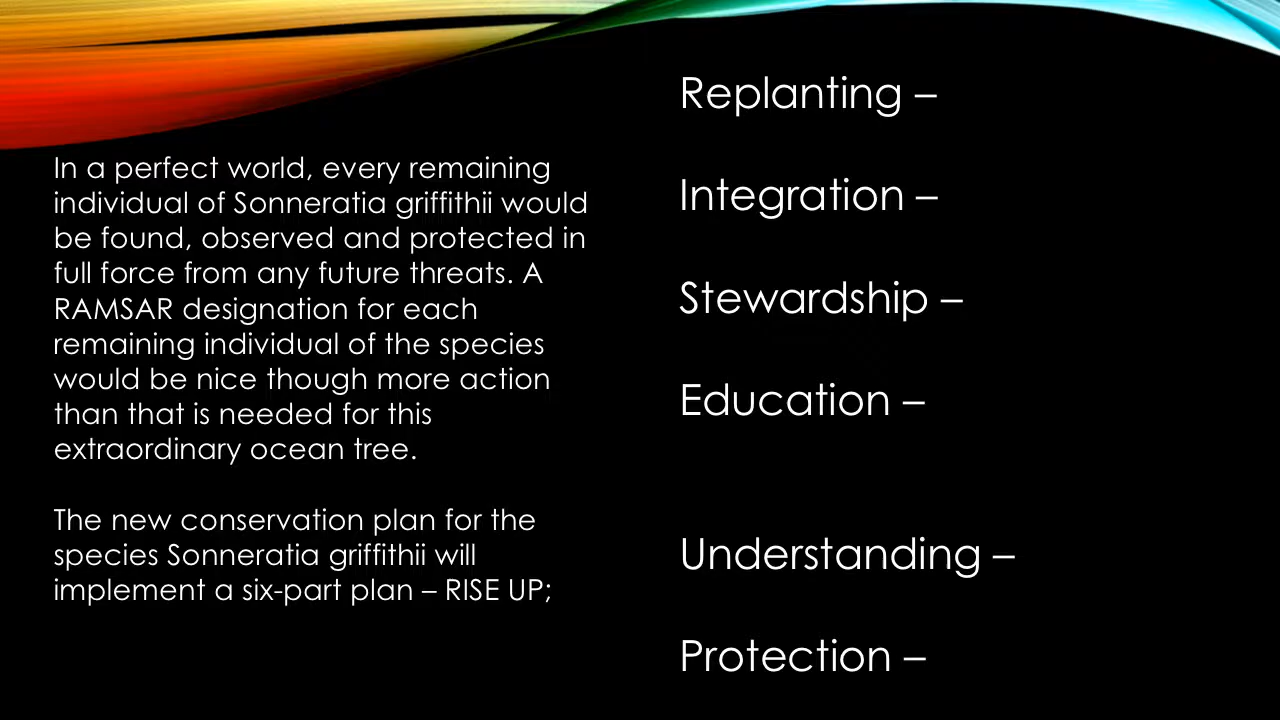 In a perfect world, every remaining
individual of Sonneratia griffithii would
be found, observed and protected in
full force from any future threats. A
RAMSAR designation for each
remaining individual of the species
would be nice though more action
than that is needed for this
extraordinary ocean tree.
The new conservation plan for the
species Sonneratia griffithii will
implement a six-part plan – RISE UP;
Replanting –
Integration –
Stewardship –
Education –
Understanding –
Protection –